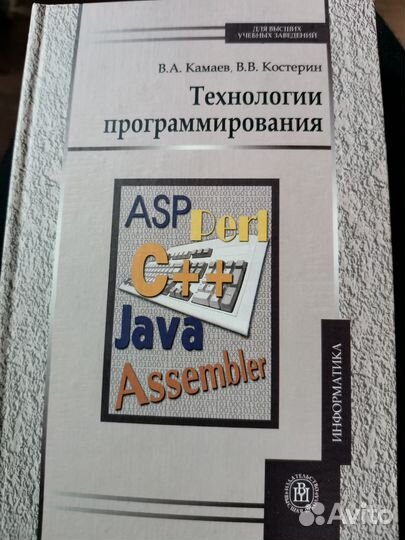 ДЛЯ ВЫСШИХ
УЧЕБНЫХ ЗАВЕДЕНИЙ
В.А. Камаев, В.В. Костерин
Технологии
программирования
ASP
Perl
C++
Java
Assembler
ИНФОРМАТИКА
Avito